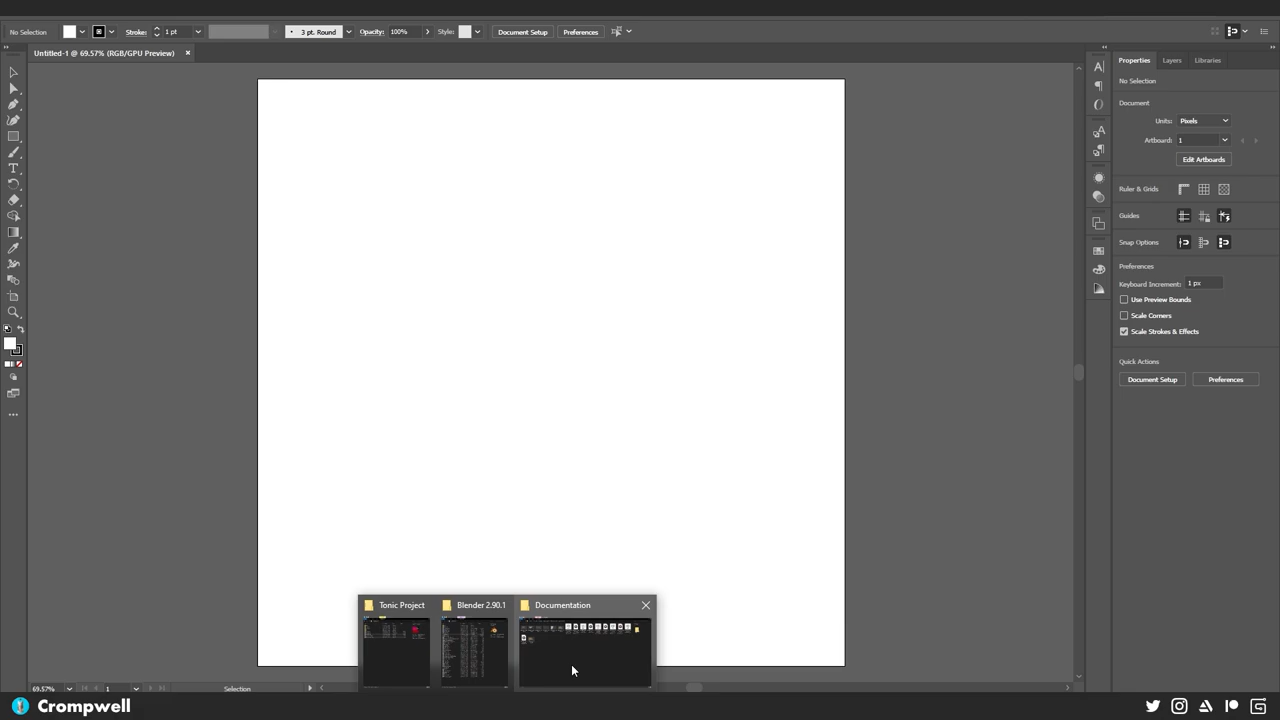 No Selection
Stroke:
1 pt
3 pt. Round
Opacity:
100%
Style:
Document Setup
Preferences
Untitled-1 @ 69.57% (RGB/GPU Preview)
Properties
Layers
Libraries
No Selection
Document
Units:
Pixels
Artboard:
1
Edit Artboards
Ruler & Grids
Guides
Snap Options
Preferences
Keyboard Increment:
1 px
Use Preview Bounds
Scale Corners
Scale Strokes & Effects
Quick Actions
Document Setup
Preferences
Tonic Project
Blender 2.90.1
Documentation
69.57%
1
Selection
Crompwell